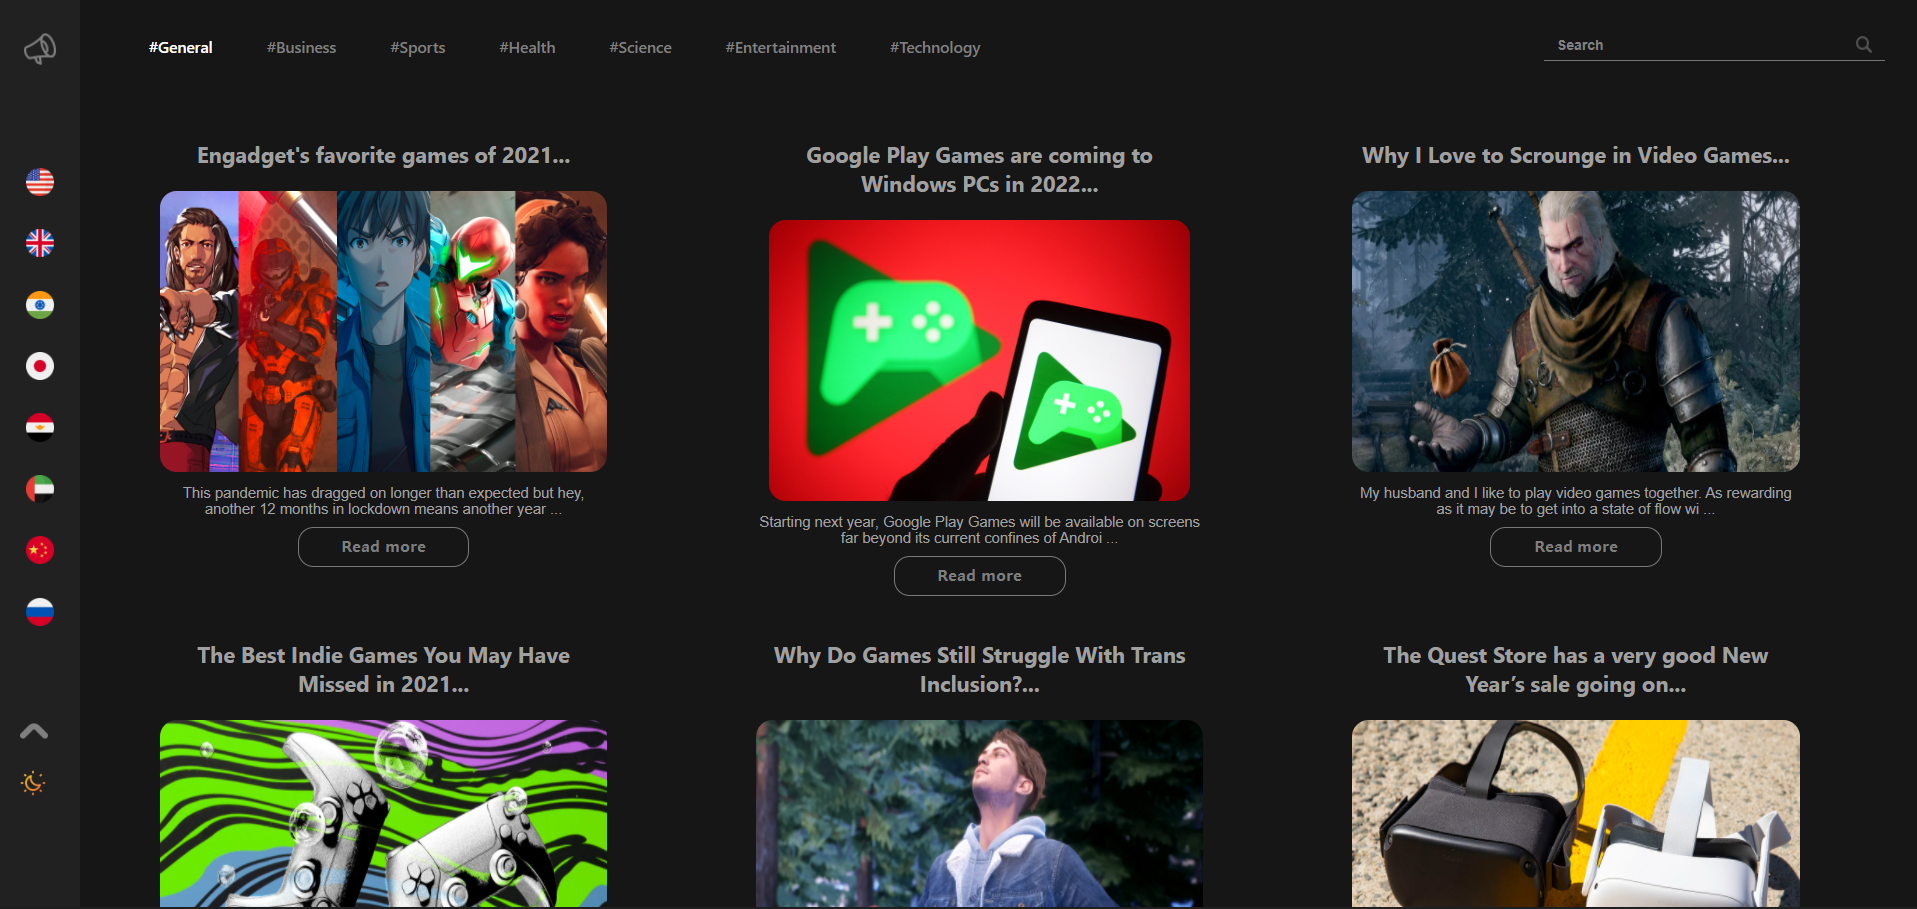 #General #Business #Sports #Health #Science #Entertainment #Technology
Search
Engadget's favorite games of 2021...
This pandemic has dragged on longer than expected but hey,
another 12 months in lockdown means another year ...
Read more
Google Play Games are coming to
Windows PCs in 2022...
Starting next year, Google Play Games will be available on screens
far beyond its current confines of Androi ...
Read more
Why I Love to Scrounge in Video Games...
My husband and I like to play video games together. As rewarding
as it may be to get into a state of flow wi ...
Read more
The Best Indie Games You May Have
Missed in 2021...
Why Do Games Still Struggle With Trans
Inclusion?...
The Quest Store has a very good New
Year’s sale going on...